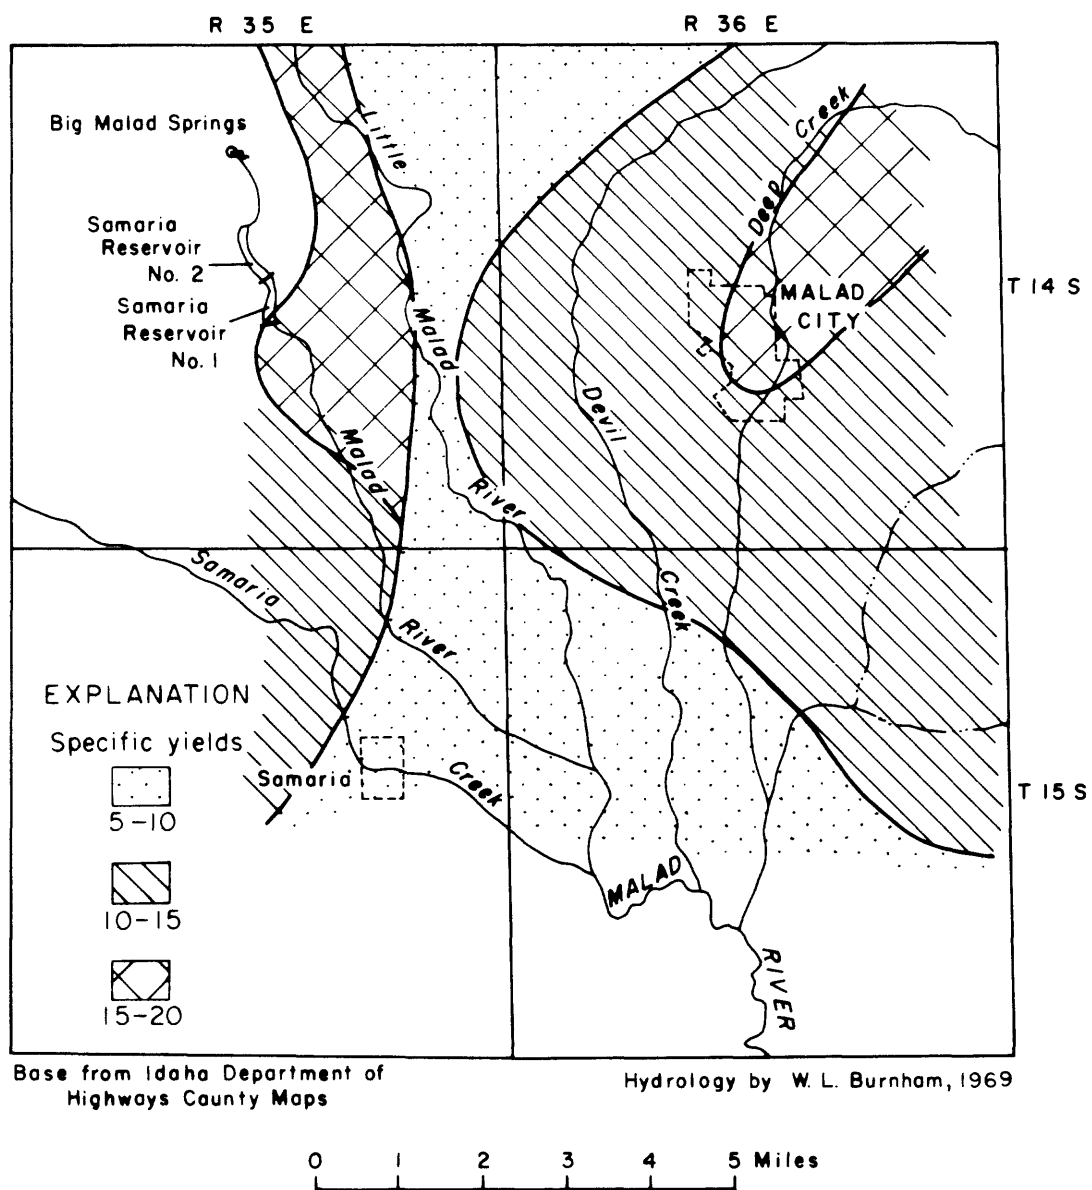 R 35 E
R 36 E
Big Malad Springs
Little
Creek
Deep
Samaria
Reservoir
No. 2
Samaria
Reservoir
No. 1
MALAD
CITY
T 14 S
Malad
River
Devil
Creek
Malad
River
Samaria
Creek
EXPLANATION
Specific yields
5-10
10-15
15-20
Samaria
T 15 S
MALAD
RIVER
Base from Idaho Department of
Highways County Maps
Hydrology by W. L. Burnham, 1969
0 1 2 3 4 5 Miles